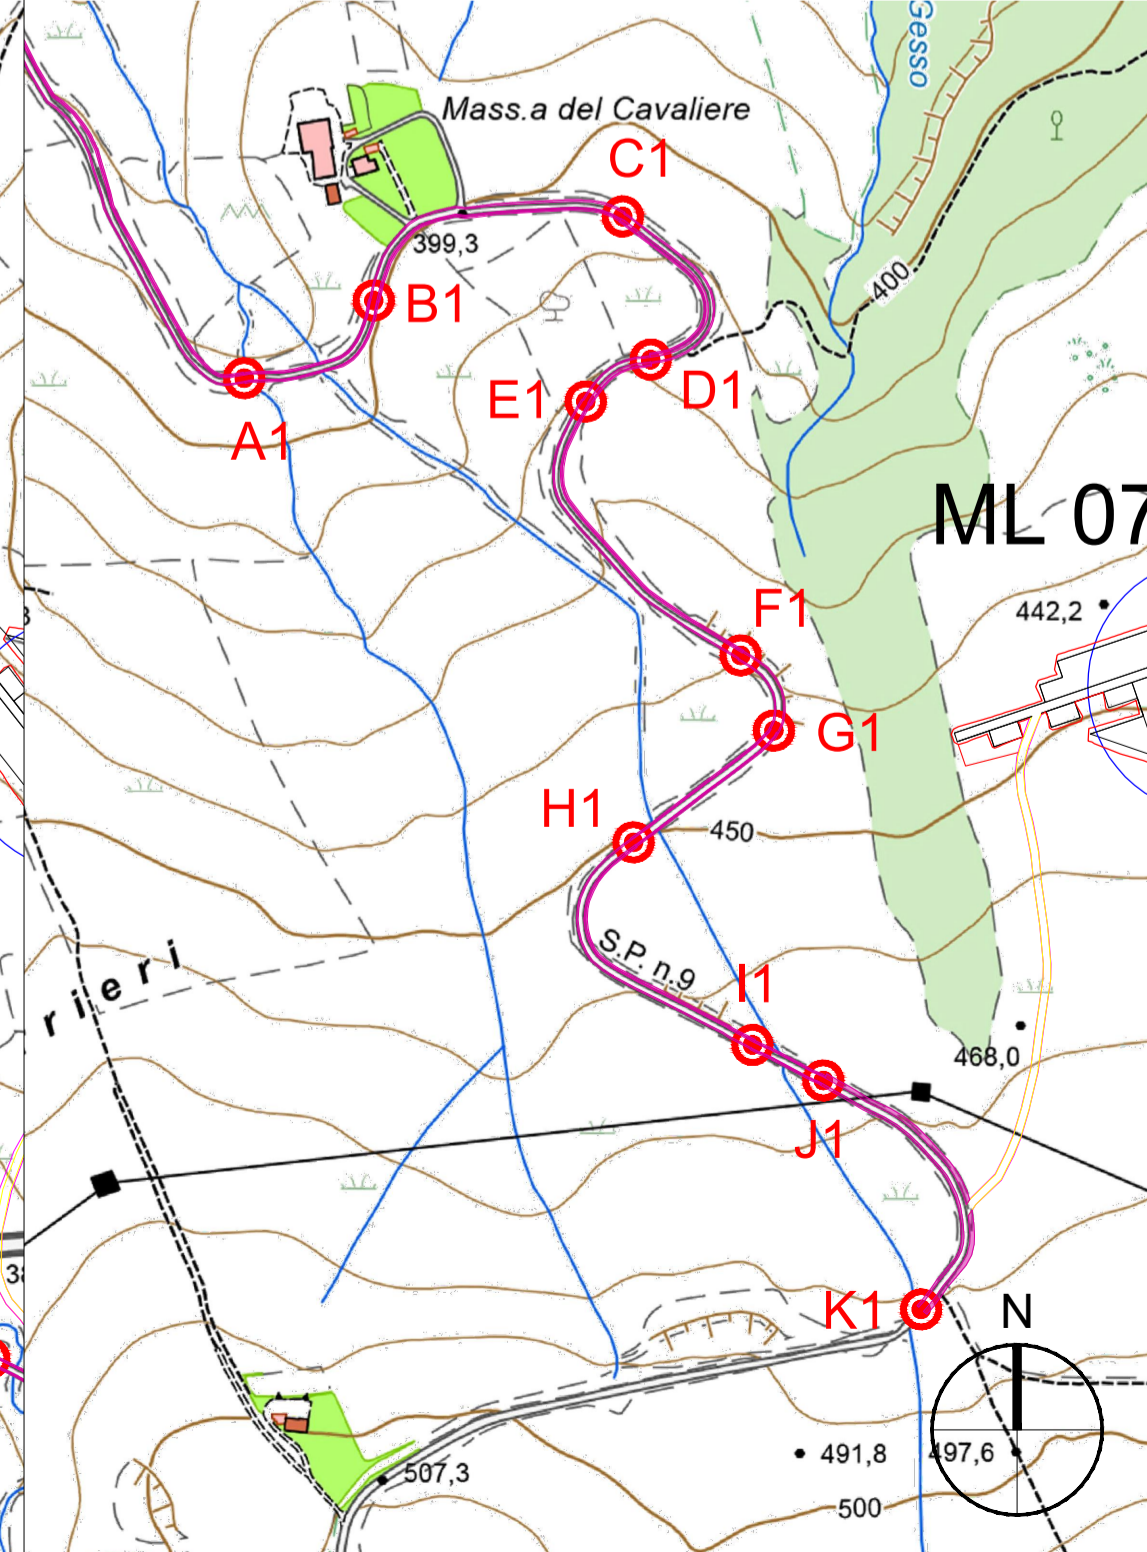 Gesso
Mass.a del Cavaliere
C1
399,3
400
B1
D1
E1
A1
ML 07
F1
442,2
G1
H1
450
S.P. n.9
rieri
I1
468,0
J1
K1
N
491,8
497,6
507,3
500